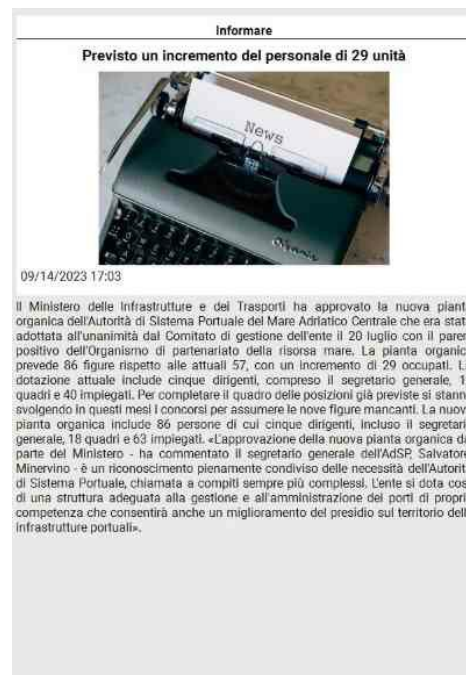 Informare
Previsto un incremento del personale di 29 unità
News
Olympia
09/14/2023 17:03
Il Ministero delle Infrastrutture e dei Trasporti ha approvato la nuova piant
organica dell'Autorità di Sistema Portuale del Mare Adriatico Centrale che era stat
adottata all'unanimità dal Comitato di gestione dell'ente il 20 luglio con il parer
positivo dell'Organismo di partenariato della risorsa mare. La pianta organic
prevede 86 figure rispetto alle attuali 57, con un incremento di 29 occupati. L
dotazione attuale include cinque dirigenti, compreso il segretario generale, 1
quadri e 40 impiegati. Per completare il quadro delle posizioni già previste si stann
svolgendo in questi mesi i concorsi per assumere le nove figure mancanti. La nuov
pianta organica include 86 persone di cui cinque dirigenti, incluso il segretari
generale, 18 quadri e 63 impiegati. «L'approvazione della nuova pianta organica da
parte del Ministero - ha commentato il segretario generale dell'AdSP, Salvatore
Minervino - è un riconoscimento pienamente condiviso delle necessità dell'Autorit
di Sistema Portuale, chiamata a compiti sempre più complessi. L'ente si dota cos
di una struttura adeguata alla gestione e all'amministrazione dei porti di propri
competenza che consentirà anche un miglioramento del presidio sul territorio dell
infrastrutture portuali».